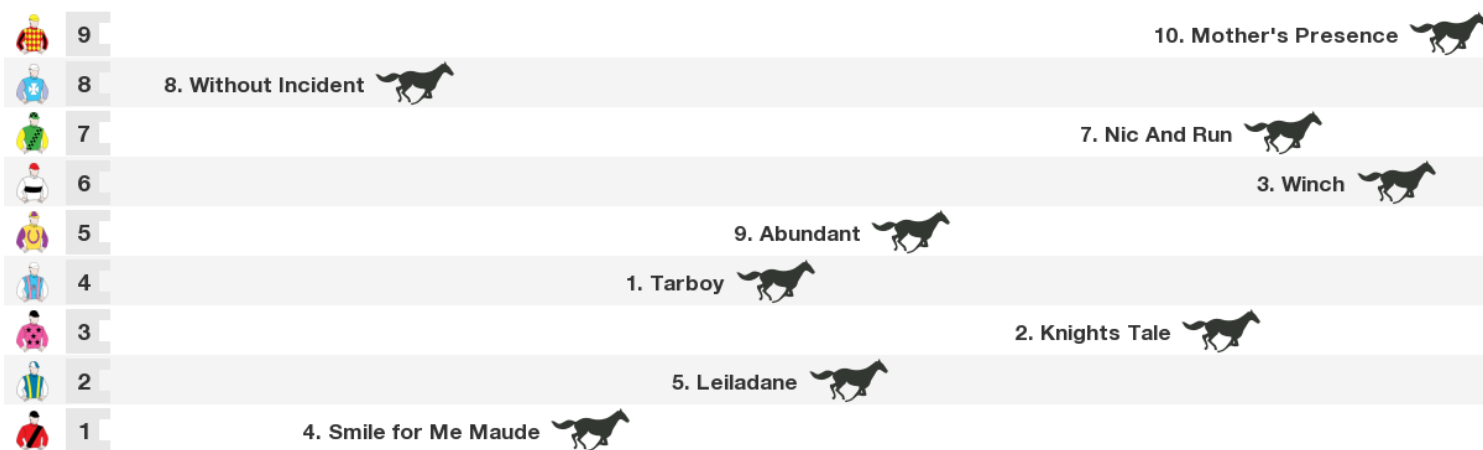 9 10. Mother's Presence
8 8. Without Incident
7 7. Nic And Run
6 3. Winch
5 9. Abundant
4 1. Tarboy
3 2. Knights Tale
2 5. Leiladane
1 4. Smile for Me Maude